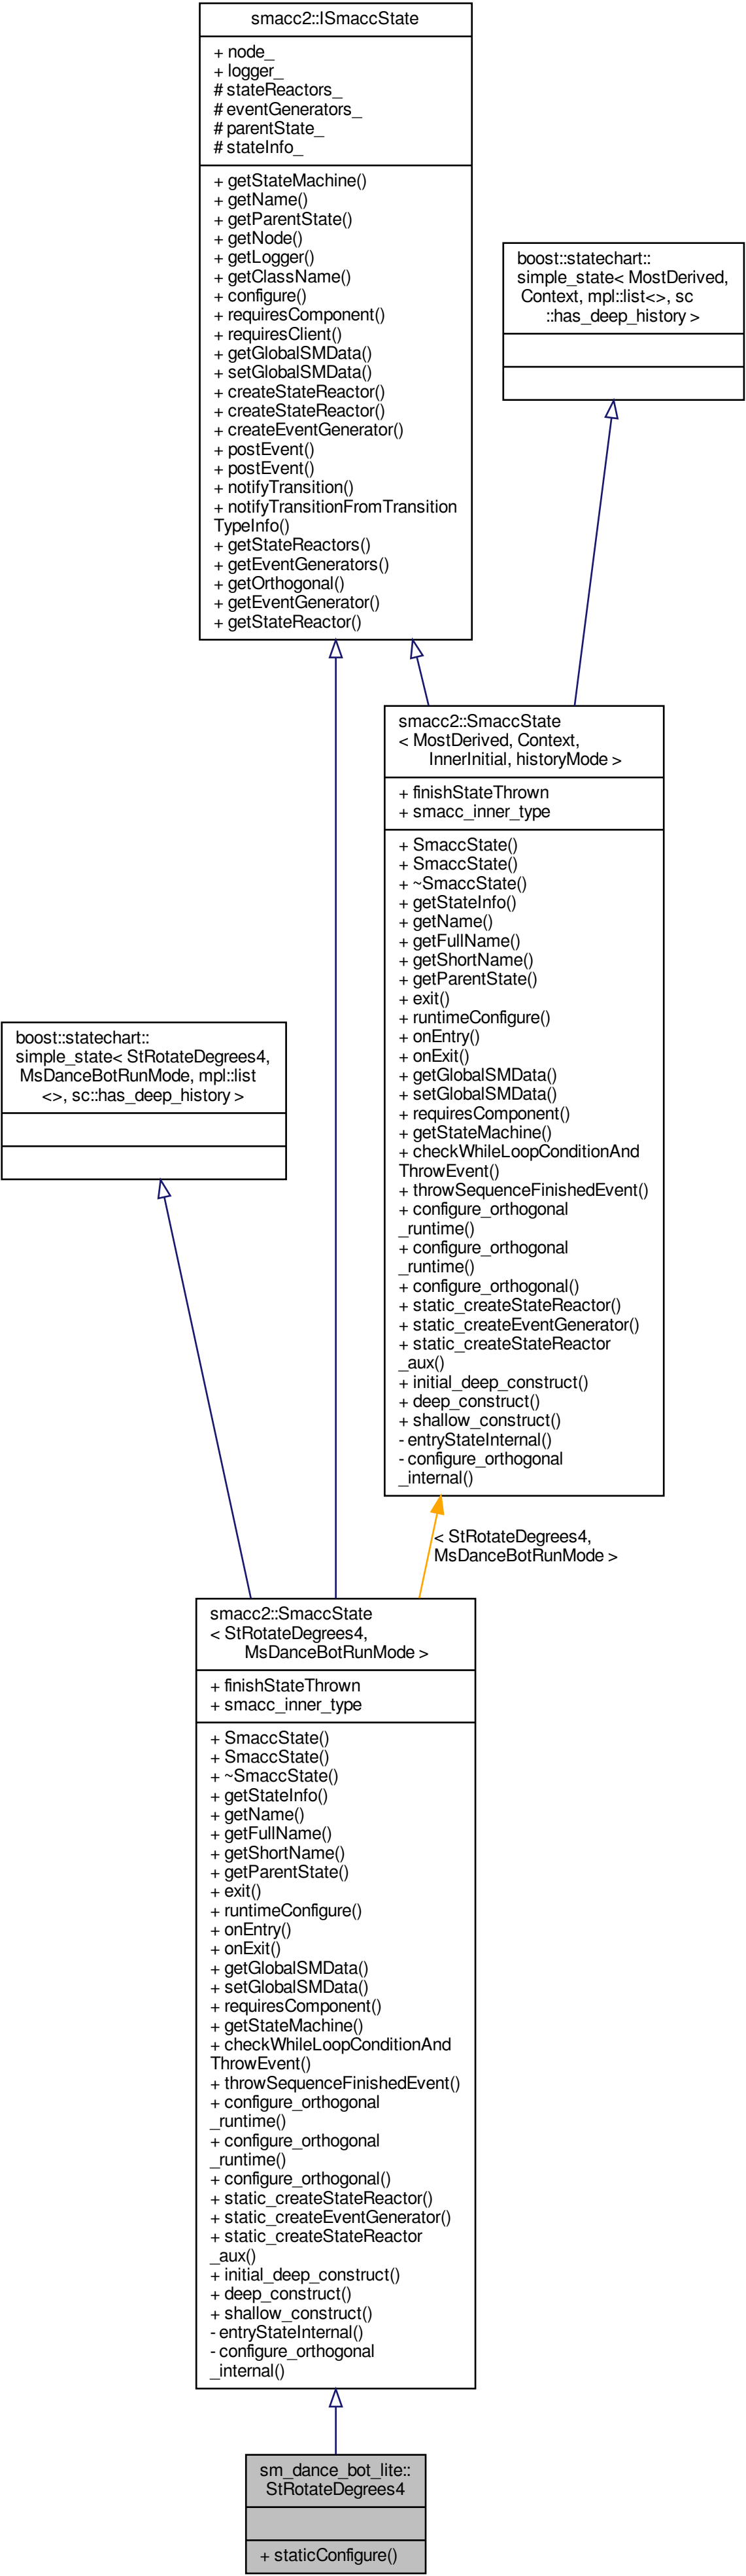 smacc2::ISmaccState
+ node_
+ logger_
# stateReactors_
# eventGenerators_
# parentState_
# stateInfo_
+ getStateMachine()
+ getName()
+ getParentState()
+ getNode()
+ getLogger()
+ getClassName()
+ configure()
+ requiresComponent()
+ requiresClient()
+ getGlobalSMData()
+ setGlobalSMData()
+ createStateReactor()
+ createStateReactor()
+ createEventGenerator()
+ postEvent()
+ postEvent()
+ notifyTransition()
+ notifyTransitionFromTransition
TypeInfo()
+ getStateReactors()
+ getEventGenerators()
+ getOrthogonal()
+ getEventGenerator()
+ getStateReactor()
boost::statechart::
simple_state< MostDerived,
Context, mpl::list<>, sc
::has_deep_history >
smacc2::SmaccState
< MostDerived, Context,
InnerInitial, historyMode >
+ finishStateThrown
+ smacc_inner_type
+ SmaccState()
+ SmaccState()
+ ~SmaccState()
+ getStateInfo()
+ getName()
+ getFullName()
+ getShortName()
+ getParentState()
+ exit()
+ runtimeConfigure()
+ onEntry()
+ onExit()
+ getGlobalSMData()
+ setGlobalSMData()
+ requiresComponent()
+ getStateMachine()
+ checkWhileLoopConditionAnd
ThrowEvent()
+ throwSequenceFinishedEvent()
+ configure_orthogonal
_runtime()
+ configure_orthogonal
_runtime()
+ configure_orthogonal()
+ static_createStateReactor()
+ static_createEventGenerator()
+ static_createStateReactor
_aux()
+ initial_deep_construct()
+ deep_construct()
+ shallow_construct()
- entryStateInternal()
- configure_orthogonal
_internal()
boost::statechart::
simple_state< StRotateDegrees4,
MsDanceBotRunMode, mpl::list
<>, sc::has_deep_history >
< StRotateDegrees4,
MsDanceBotRunMode >
smacc2::SmaccState
< StRotateDegrees4,
MsDanceBotRunMode >
+ finishStateThrown
+ smacc_inner_type
+ SmaccState()
+ SmaccState()
+ ~SmaccState()
+ getStateInfo()
+ getName()
+ getFullName()
+ getShortName()
+ getParentState()
+ exit()
+ runtimeConfigure()
+ onEntry()
+ onExit()
+ getGlobalSMData()
+ setGlobalSMData()
+ requiresComponent()
+ getStateMachine()
+ checkWhileLoopConditionAnd
ThrowEvent()
+ throwSequenceFinishedEvent()
+ configure_orthogonal
_runtime()
+ configure_orthogonal
_runtime()
+ configure_orthogonal()
+ static_createStateReactor()
+ static_createEventGenerator()
+ static_createStateReactor
_aux()
+ initial_deep_construct()
+ deep_construct()
+ shallow_construct()
- entryStateInternal()
- configure_orthogonal
_internal()
sm_dance_bot_lite::
StRotateDegrees4
+ staticConfigure()